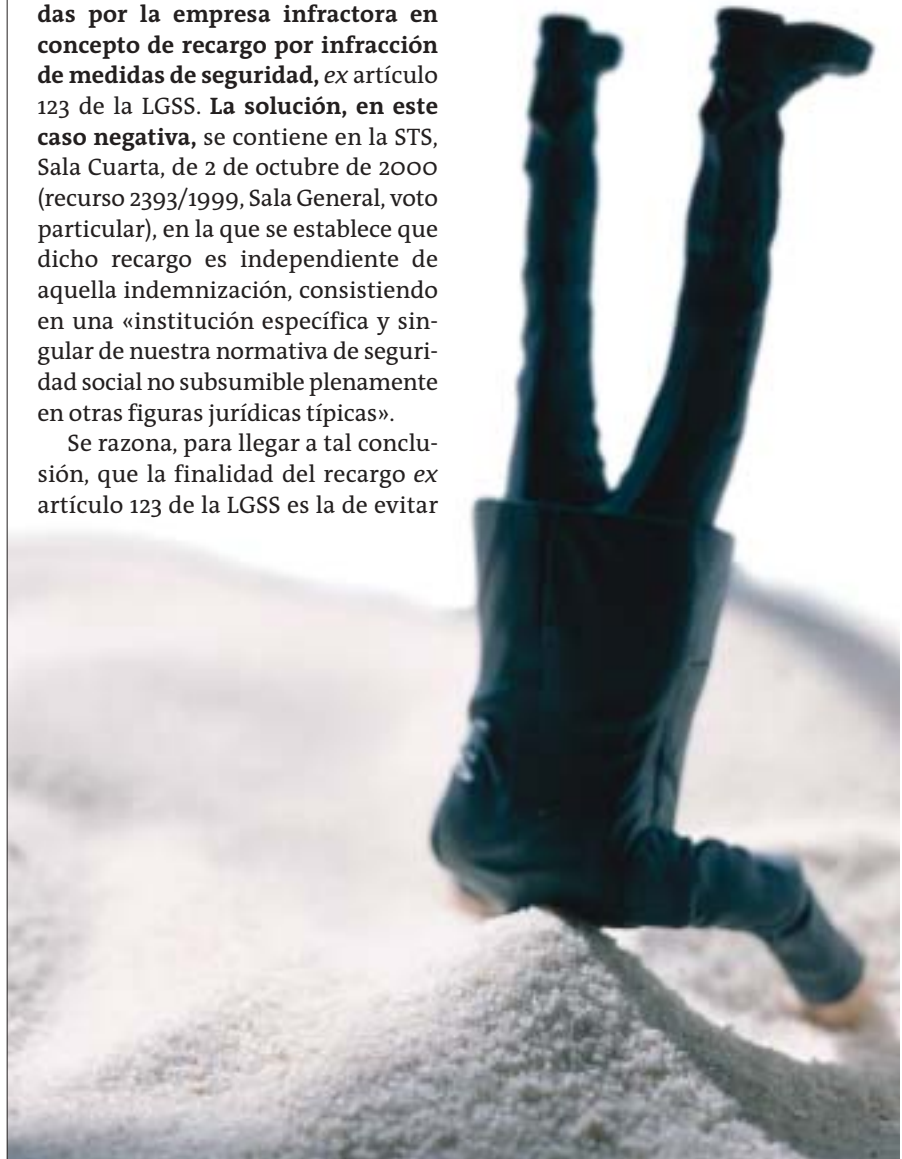 das por la empresa infractora en
concepto de recargo por infracción
de medidas de seguridad, ex artículo
123 de la LGSS. La solución, en este
caso negativa, se contiene en la STS,
Sala Cuarta, de 2 de octubre de 2000
(recurso 2393/1999, Sala General, voto
particular), en la que se establece que
dicho recargo es independiente de
aquella indemnización, consistiendo
en una «institución específica y sin-
gular de nuestra normativa de seguri-
dad social no subsumible plenamente
en otras figuras jurídicas típicas».
Se razona, para llegar a tal conclu-
sión, que la finalidad del recargo ex
artículo 123 de la LGSS es la de evitar